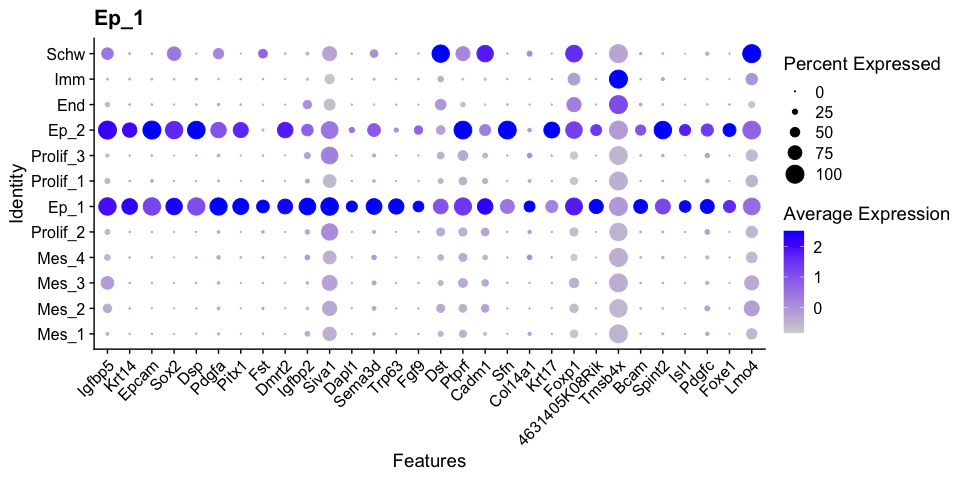 Ep_1
Identity
Schw
Imm
End
Ep_2
Prolif_3
Prolif_1
Ep_1
Prolif_2
Mes_4
Mes_3
Mes_2
Mes_1
Igfbp5
Krt14
Epcam
Sox2
Dsp
Pdgfa
Pitx1
Fst
Dmrt2
Igfbp2
Siva1
Dapl1
Sema3d
Trp63
Fgf9
Dst
Ptprf
Cadm1
Sfn
Col14a1
Krt17
Foxp1
4631405K08Rik
Tmsb4x
Bcam
Spint2
Isl1
Pdgfc
Foxe1
Lmo4
Features
Percent Expressed
0
25
50
75
100
Average Expression
2
1
0